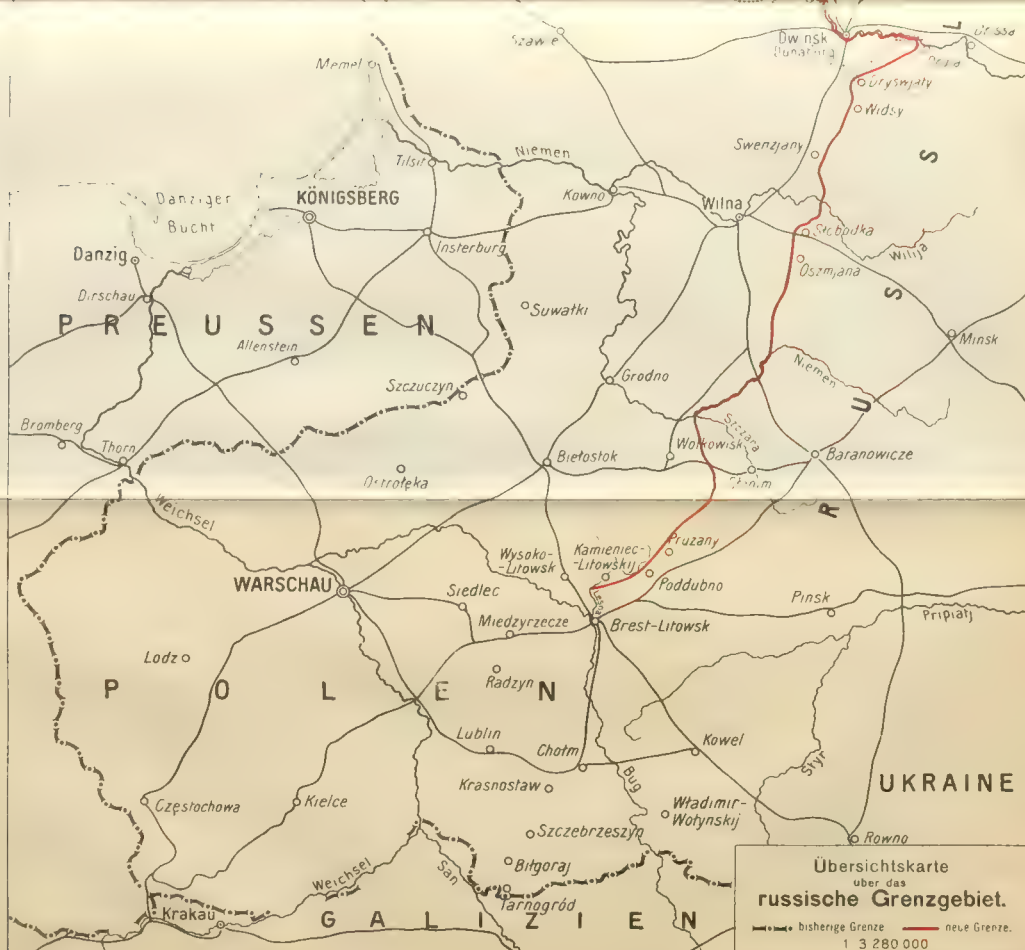 L
Szawle
Dw nsk
Dünaburg
Memel
Dryswjaty
Widsy
S
Niemen
Tilsit
Swenzjany
Danziger
Bucht
KÖNIGSBERG
Kowno
Wilna
Słobodka
Wilija
Danzig
Insterburg
Oszmjana
S
Dirschau
Suwałki
PREUSSEN
Minsk
Allenstein
Niemen
Szczuczyn
Grodno
U
Bromberg
Szczara
Thorn
Wołkowisk
Białostok
Baranowicze
Ostrołęka
Słonim
Weichsel
R
Pruzany
Wysoko-
-Litowsk
Kamieniec-
-Litowskij
WARSCHAU
Siedlec
Poddubno
Pinsk
Miedzyrzecze
Brest-Litowsk
Pripiatj
Lodz
Radzyn
POLEN
Lublin
Chołm
Kowel
Bug
Styr
Krasnostaw
UKRAINE
Częstochowa
Kielce
Władimir-
Wołynskij
Szczebrzeszyn
Rowno
Biłgoraj
Weichsel
San
Tarnogród
Krakau
GALIZIEN
Übersichtskarte
über das
russische Grenzgebiet.
bisherige Grenze neue Grenze.
1 3 280 000